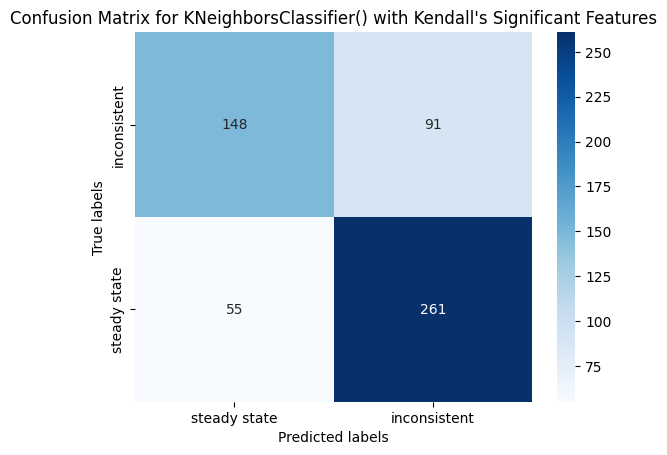 Confusion Matrix for KNeighborsClassifier() with Kendall's Significant Features
True labels
inconsistent
steady state
148
91
55
261
steady state
inconsistent
Predicted labels
250
225
200
175
150
125
100
75